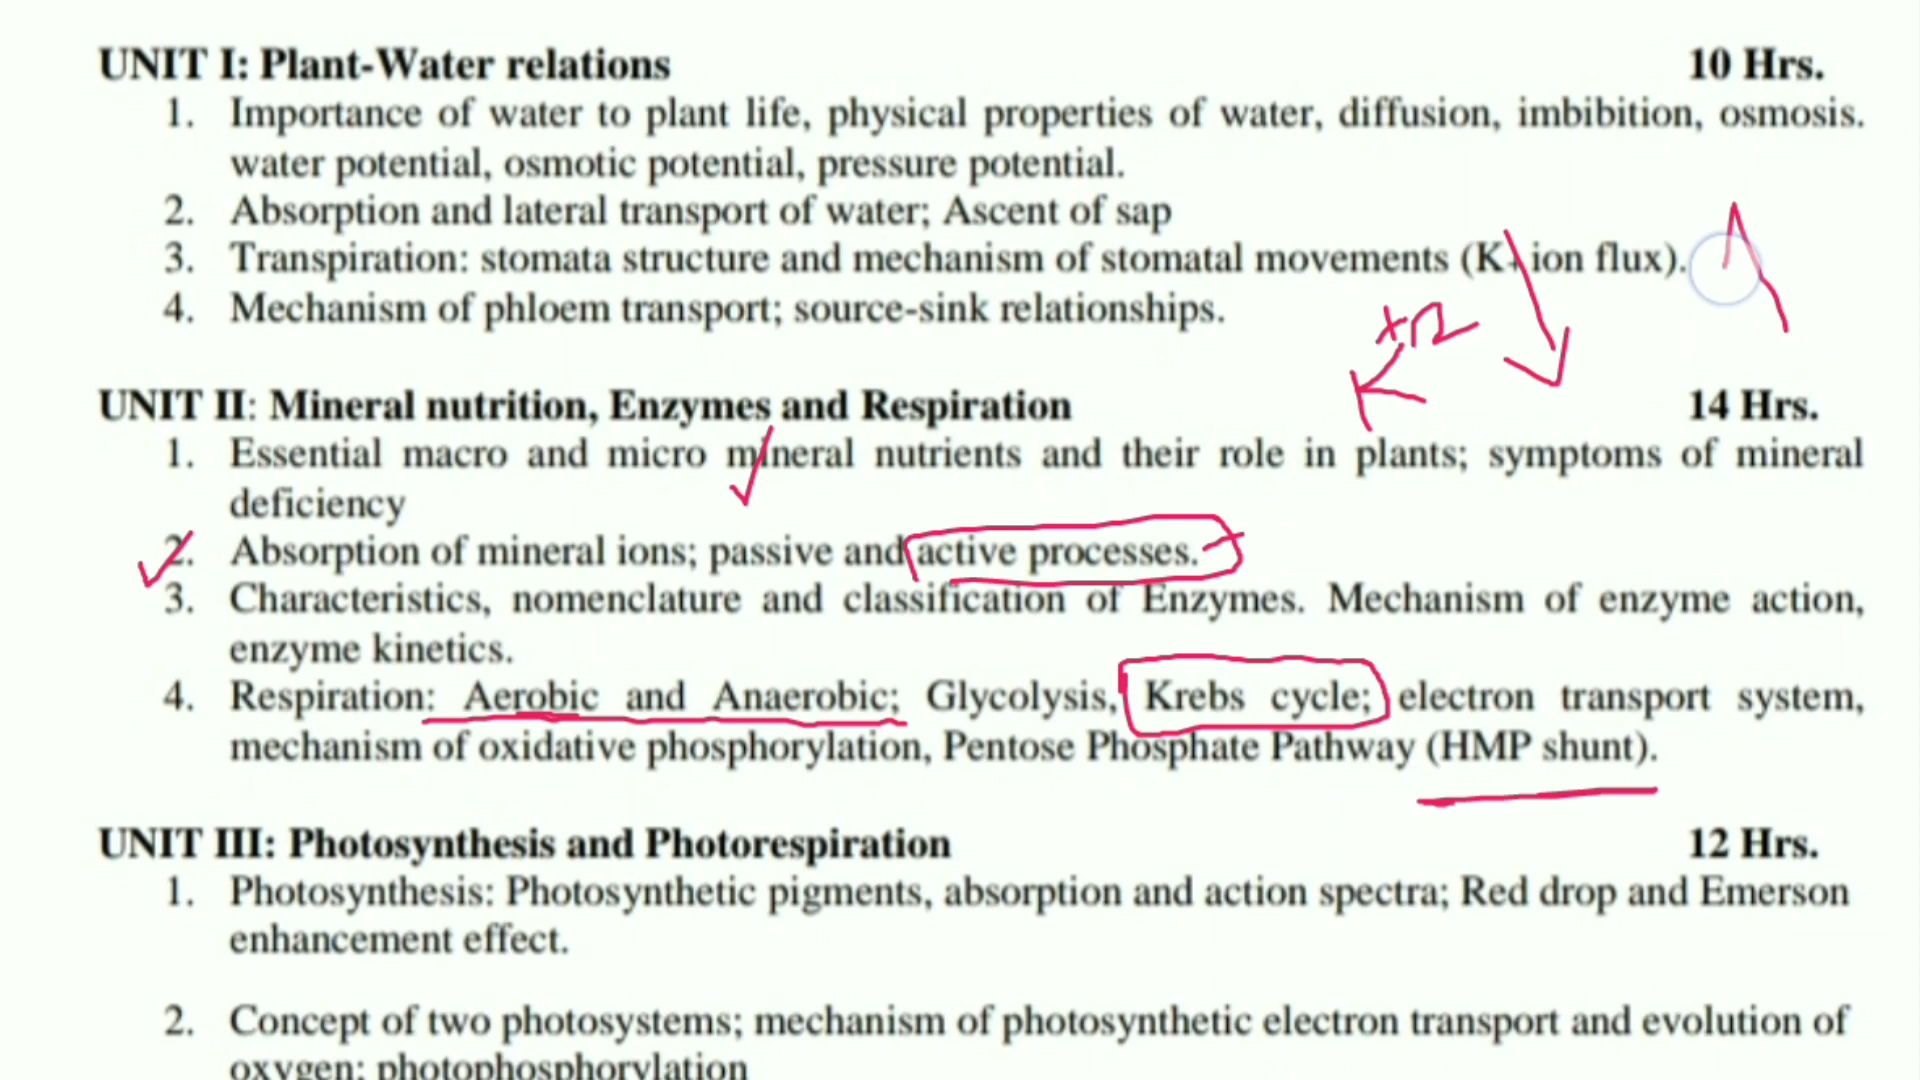 UNIT I: Plant-Water relations 10 Hrs.
1. Importance of water to plant life, physical properties of water, diffusion, imbibition, osmosis.
water potential, osmotic potential, pressure potential.
2. Absorption and lateral transport of water; Ascent of sap
3. Transpiration: stomata structure and mechanism of stomatal movements (K+ ion flux).
4. Mechanism of phloem transport; source-sink relationships.
UNIT II: Mineral nutrition, Enzymes and Respiration 14 Hrs.
1. Essential macro and micro mineral nutrients and their role in plants; symptoms of mineral
deficiency
2. Absorption of mineral ions; passive and active processes.
3. Characteristics, nomenclature and classification of Enzymes. Mechanism of enzyme action,
enzyme kinetics.
4. Respiration: Aerobic and Anaerobic; Glycolysis, Krebs cycle; electron transport system,
mechanism of oxidative phosphorylation, Pentose Phosphate Pathway (HMP shunt).
UNIT III: Photosynthesis and Photorespiration 12 Hrs.
1. Photosynthesis: Photosynthetic pigments, absorption and action spectra; Red drop and Emerson
enhancement effect.
2. Concept of two photosystems; mechanism of photosynthetic electron transport and evolution of
oxygen; photophosphorylation